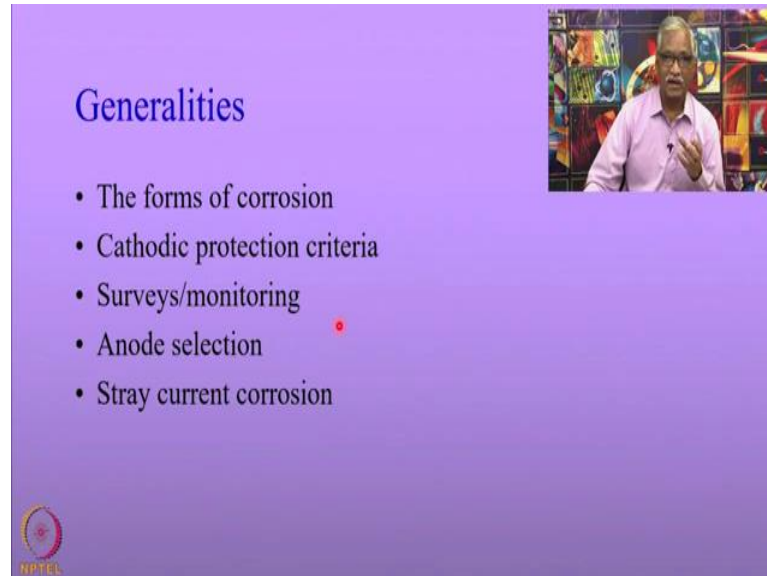 Generalities
• The forms of corrosion
• Cathodic protection criteria
• Surveys/monitoring
• Anode selection
• Stray current corrosion
NPTEL